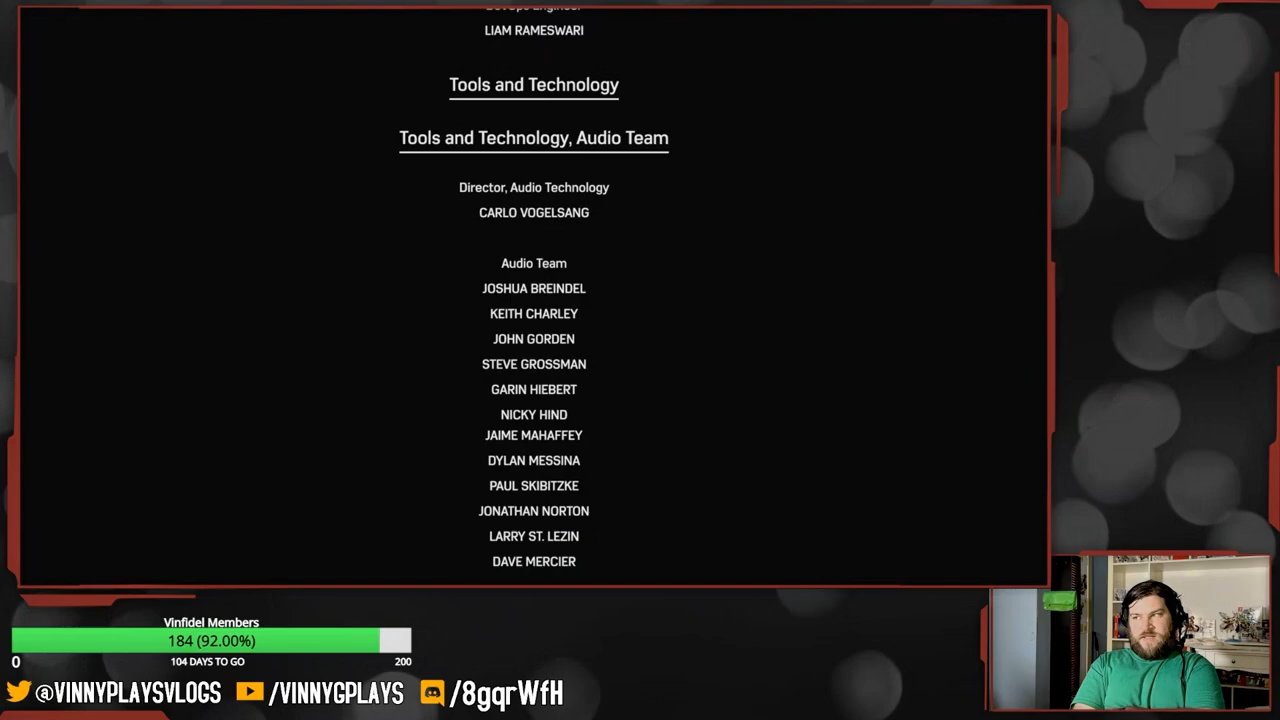 DevOps Engineer
LIAM RAMESWARI
Tools and Technology
Tools and Technology, Audio Team
Director, Audio Technology
CARLO VOGELSANG
Audio Team
JOSHUA BREINDEL
KEITH CHARLEY
JOHN GORDEN
STEVE GROSSMAN
GARIN HIEBERT
NICKY HIND
JAIME MAHAFFEY
DYLAN MESSINA
PAUL SKIBITZKE
JONATHAN NORTON
LARRY ST. LEZIN
DAVE MERCIER
Vinfidel Members
184 (92.00%)
0 104 DAYS TO GO 200
@VINNYPLAYSVLOGS /VINNYGPLAYS /8gqrWfH